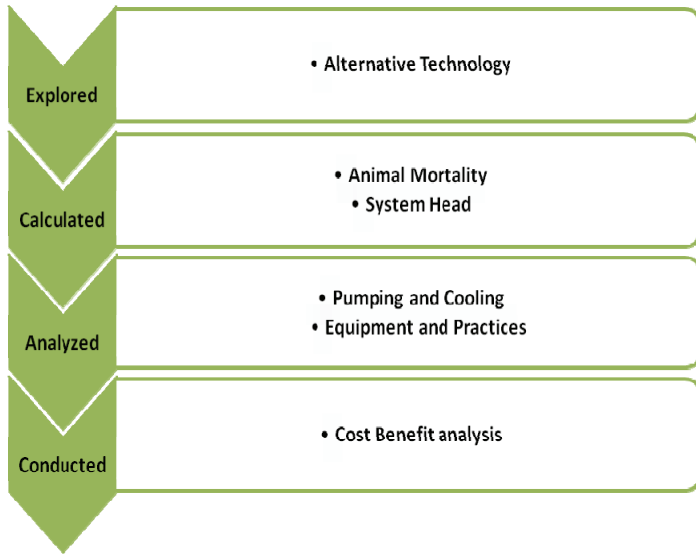 Explored
• Alternative Technology
Calculated
• Animal Mortality
• System Head
Analyzed
• Pumping and Cooling
• Equipment and Practices
Conducted
• Cost Benefit analysis